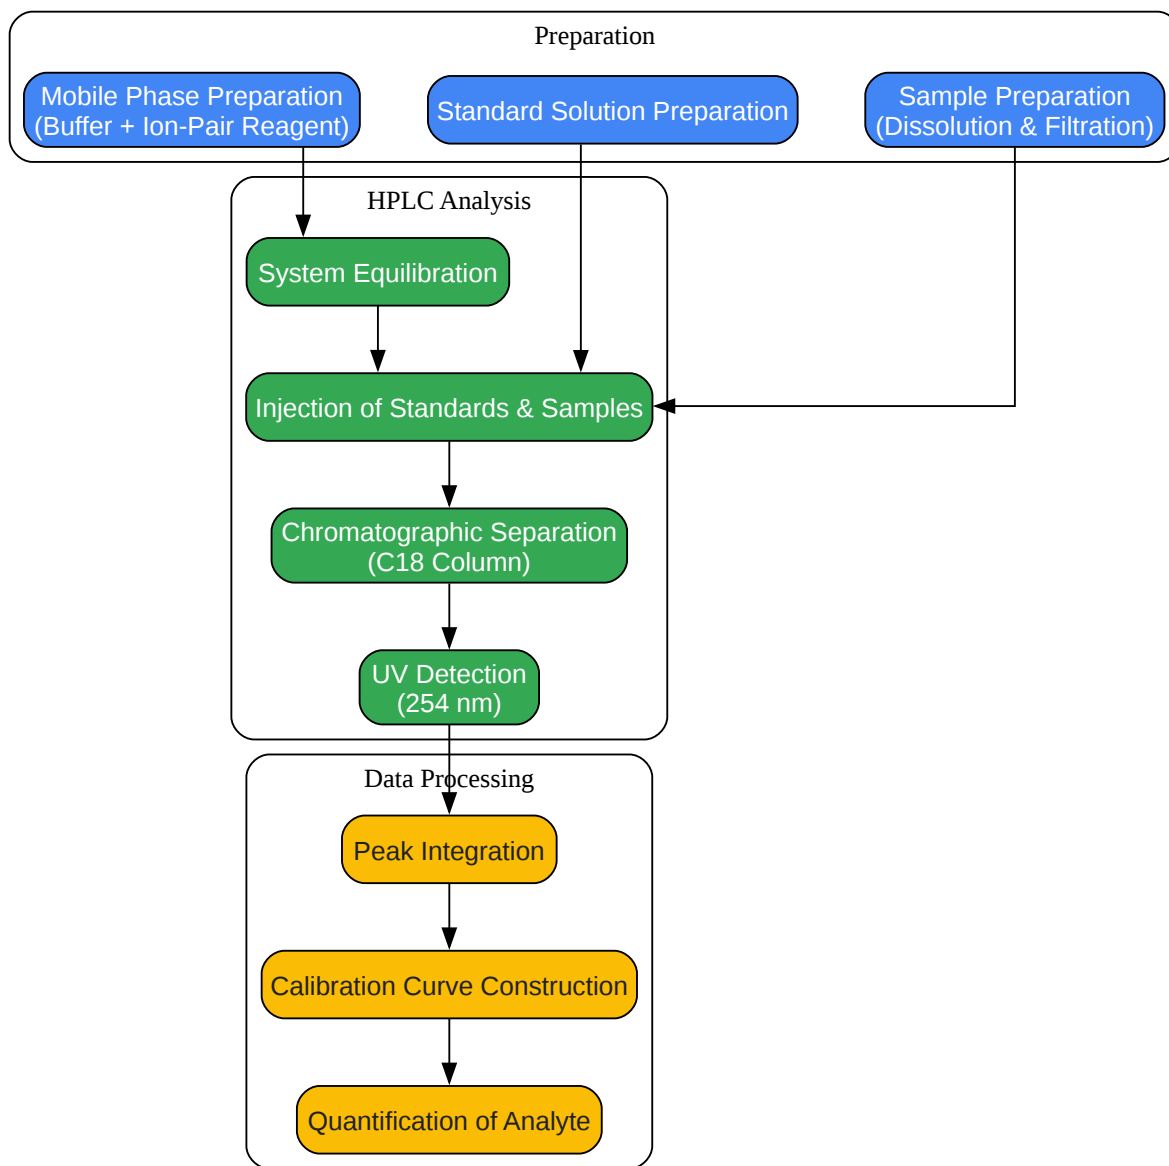 Preparation
Mobile Phase Preparation
(Buffer + Ion-Pair Reagent)
Standard Solution Preparation
Sample Preparation
(Dissolution & Filtration)
HPLC Analysis
System Equilibration
Injection of Standards & Samples
Chromatographic Separation
(C18 Column)
UV Detection
(254 nm)
Data Processing
Peak Integration
Calibration Curve Construction
Quantification of Analyte